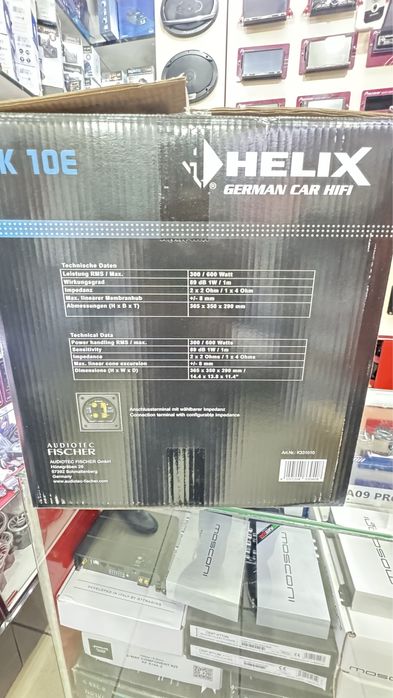 K 10E
HELIX
GERMAN CAR HIFI
Technische Daten
Leistung RMS / Max. 300 / 600 Watt
Wirkungsgrad 89 dB 1W / 1m
Impedanz 2 x 2 Ohm / 1 x 4 Ohm
Max. linearer Membranhub +/- 8 mm
Abmessungen (H x B x T) 365 x 350 x 290 mm
Technical Data
Power handling RMS / max. 300 / 600 Watts
Sensitivity 89 dB 1W / 1m
Impedance 2 x 2 Ohms / 1 x 4 Ohms
Max. linear cone excursion +/- 8 mm
Dimensions (H x W x D) 365 x 350 x 290 mm /
14.4 x 13.8 x 11.4"
Anschlussterminal mit wählbarer Impedanz
Connection terminal with configurable impedance
AUDIOTEC
FISCHER
AUDIOTEC FISCHER GmbH
Hünegräben 26
57392 Schmallenberg
Germany
www.audiotec-fischer.com
Art.Nr.: K331010
A09 PRO
MOSCONI
MOSCONI